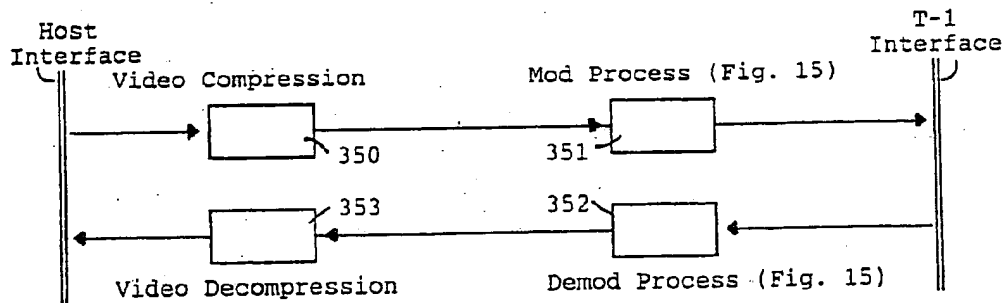 Host
Interface
T-1
Interface
Video Compression
Mod Process (Fig. 15)
350
351
353
352
Video Decompression
Demod Process (Fig. 15)